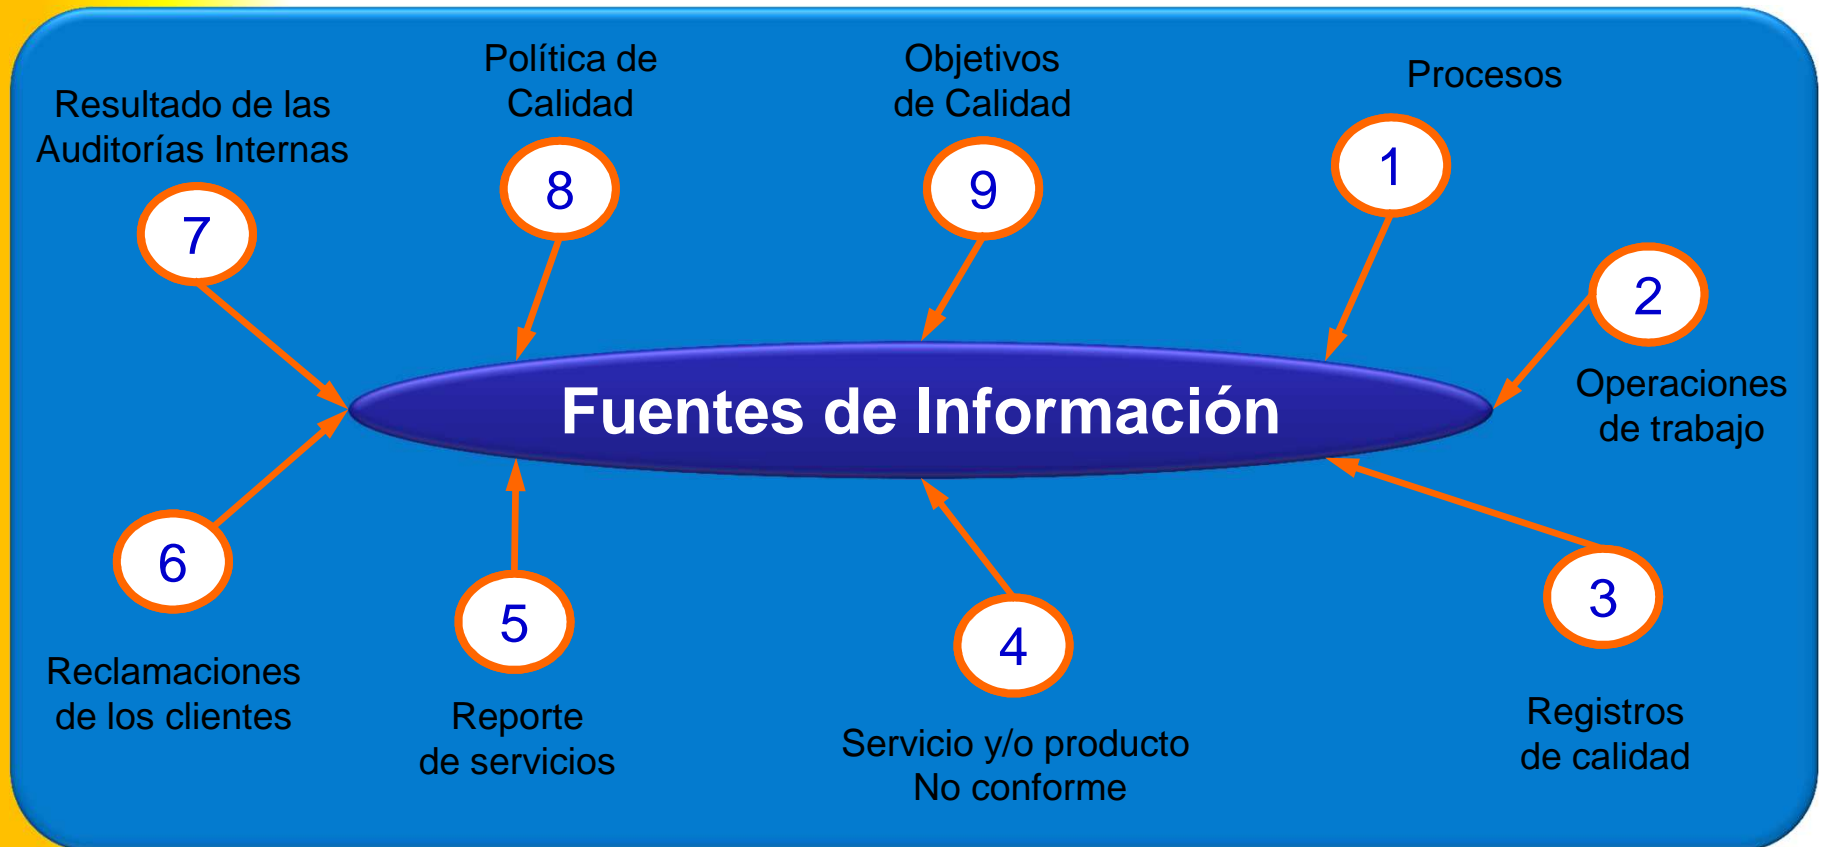 Política de
Calidad
Objetivos
de Calidad
Procesos
Resultado de las
Auditorías Internas
8
9
1
7
2
Fuentes de Información
Operaciones
de trabajo
6
5
4
3
Reclamaciones
de los clientes
Reporte
de servicios
Servicio y/o producto
No conforme
Registros
de calidad